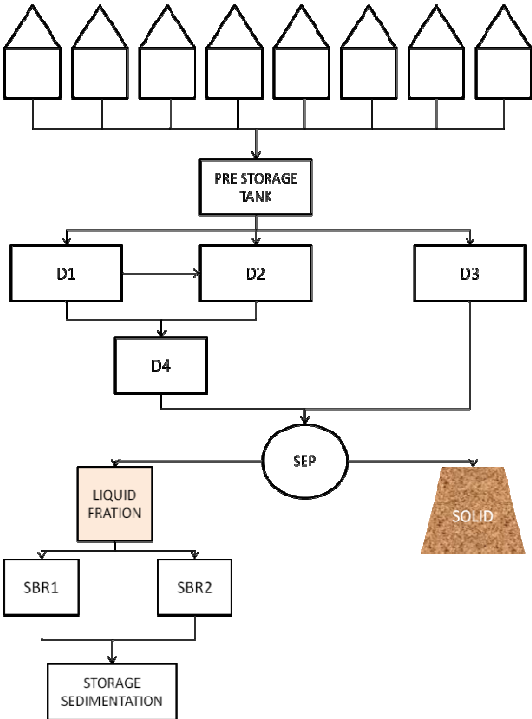 PRE STORAGE
TANK
D1
D2
D3
D4
SEP
LIQUID
FRATION
SOLID
SBR1
SBR2
STORAGE
SEDIMENTATION